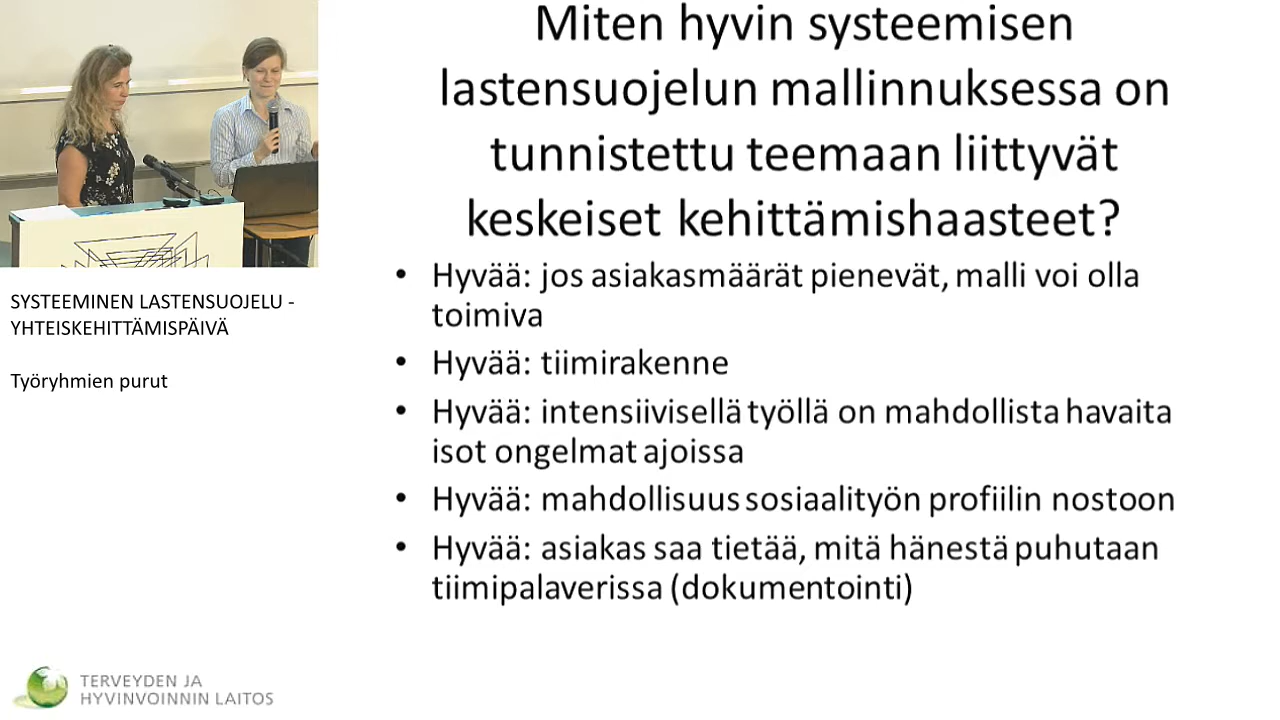 Miten hyvin systeemisen
lastensuojelun mallinnuksessa on
tunnistettu teemaan liittyvät
keskeiset kehittämishaasteet?
• Hyvää: jos asiakasmäärät pienevät, malli voi olla
toimiva
• Hyvää: tiimirakenne
• Hyvää: intensiivisellä työllä on mahdollista havaita
isot ongelmat ajoissa
• Hyvää: mahdollisuus sosiaalityön profiilin nostoon
• Hyvää: asiakas saa tietää, mitä hänestä puhutaan
tiimipalaverissa (dokumentointi)
SYSTEEMINEN LASTENSUOJELU -
YHTEISKEHITTÄMISPÄIVÄ
Työryhmien purut
TERVEYDEN JA
HYVINVOINNIN LAITOS